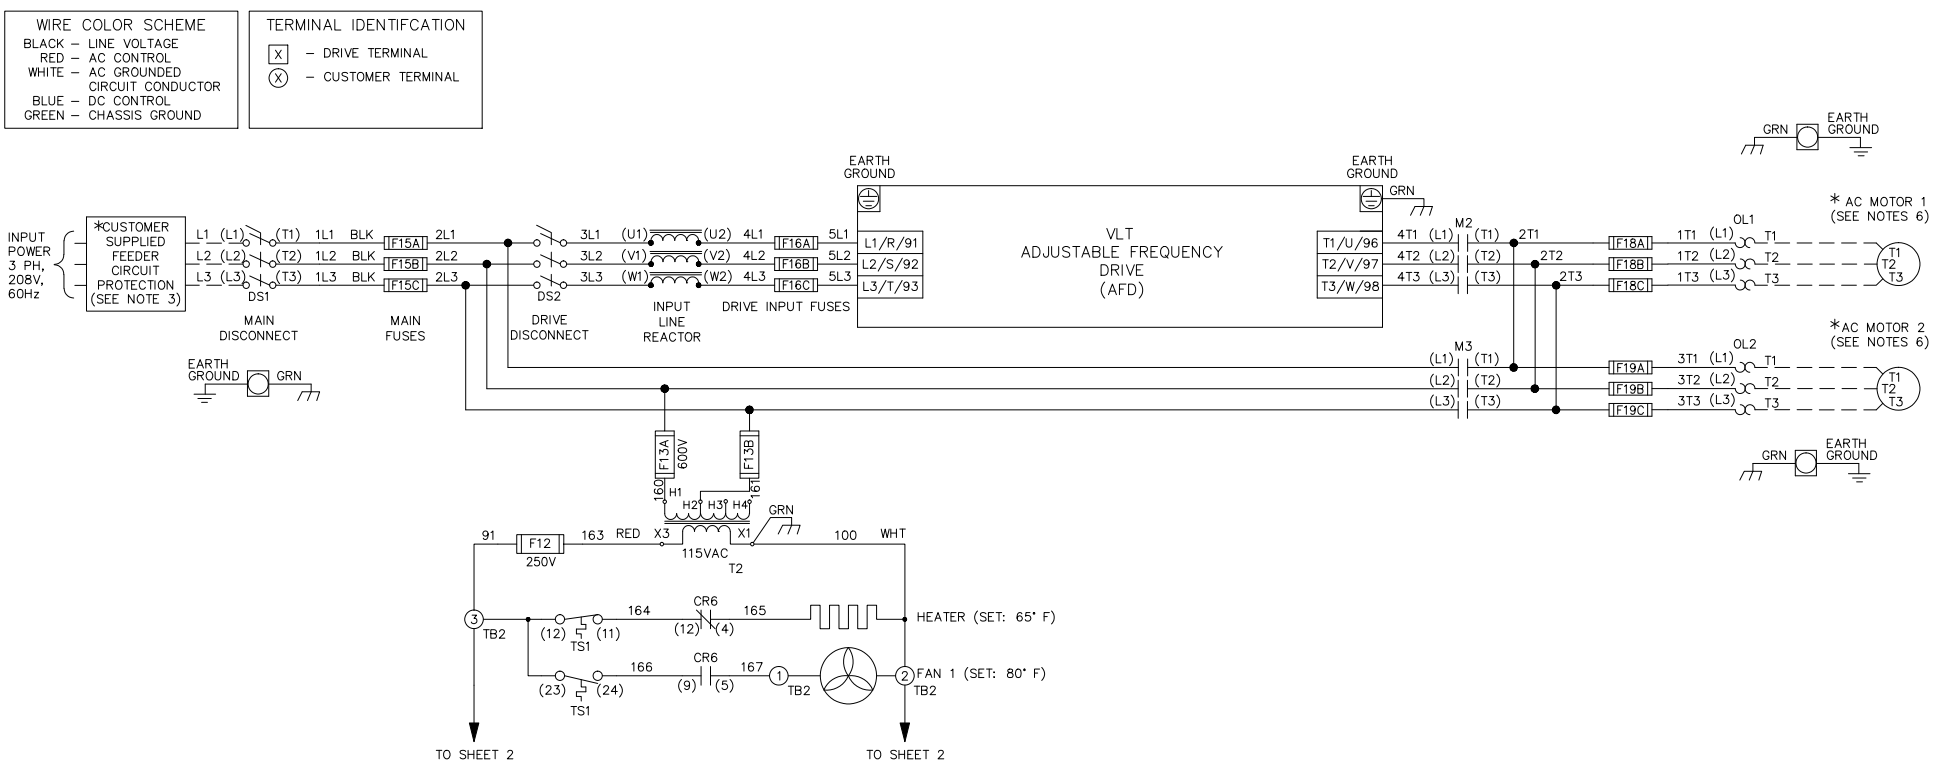 WIRE COLOR SCHEME
BLACK – LINE VOLTAGE
RED – AC CONTROL
WHITE – AC GROUNDED
CIRCUIT CONDUCTOR
BLUE – DC CONTROL
GREEN – CHASSIS GROUND
TERMINAL IDENTIFCATION
X – DRIVE TERMINAL
X – CUSTOMER TERMINAL
GRN
EARTH
GROUND
INPUT
POWER
3 PH,
208V,
60Hz
*CUSTOMER
SUPPLIED
FEEDER
CIRCUIT
PROTECTION
(SEE NOTE 3)
L1 (L1) (T1) 1L1 BLK F15A 2L1 3L1 (U1) (U2) 4L1 F16A 5L1 L1/R/91
L2 (L2) (T2) 1L2 BLK F15B 2L2 3L2 (V1) (V2) 4L2 F16B 5L2 L2/S/92
L3 (L3) (T3) 1L3 BLK F15C 2L3 3L3 (W1) (W2) 4L3 F16C 5L3 L3/T/93
DS1
DS2
MAIN
DISCONNECT
MAIN
FUSES
DRIVE
DISCONNECT
INPUT
LINE
REACTOR
DRIVE INPUT FUSES
EARTH
GROUND
VLT
ADJUSTABLE FREQUENCY
DRIVE
(AFD)
EARTH
GROUND
GRN
M2
OL1
T1/U/96 4T1 (L1) (T1) 2T1 F18A 1T1 (L1) T1
T2/V/97 4T2 (L2) (T2) 2T2 F18B 1T2 (L2) T2
T3/W/98 4T3 (L3) (T3) 2T3 F18C 1T3 (L3) T3
* AC MOTOR 1
(SEE NOTES 6)
T1
T2
T3
EARTH
GROUND
GRN
M3
OL2
(L1) (T1) F19A 3T1 (L1) T1
(L2) (T2) F19B 3T2 (L2) T2
(L3) (T3) F19C 3T3 (L3) T3
*AC MOTOR 2
(SEE NOTES 6)
T1
T2
T3
GRN
EARTH
GROUND
F13A
600V
F13B
160
161
H1
H2 H3 H4
GRN
91 F12 163 RED X3 X1 100 WHT
250V
115VAC
T2
3
TB2
(12) (11)
TS1
164
CR6
(12) (4)
165
HEATER (SET: 65° F)
(23) (24)
TS1
166
CR6
(9) (5)
167
1
TB2
2
TB2
FAN 1 (SET: 80° F)
TO SHEET 2
TO SHEET 2